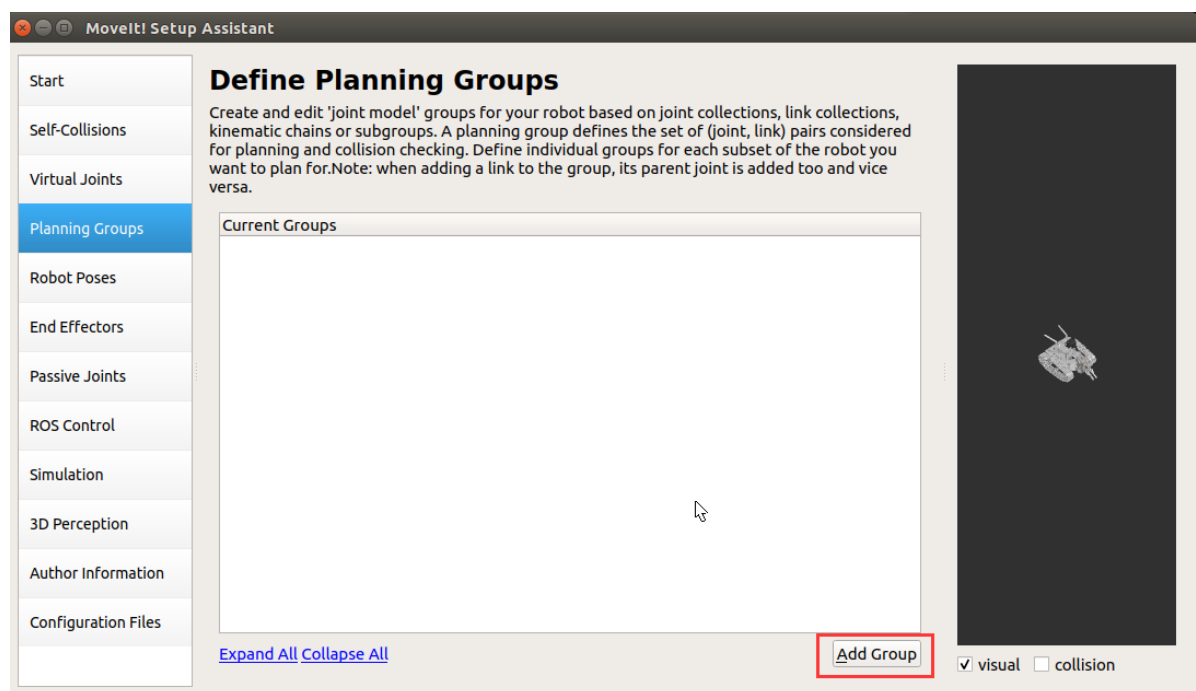 MoveIt! Setup Assistant
Start
Self-Collisions
Virtual Joints
Planning Groups
Robot Poses
End Effectors
Passive Joints
ROS Control
Simulation
3D Perception
Author Information
Configuration Files
Define Planning Groups
Create and edit 'joint model' groups for your robot based on joint collections, link collections,
kinematic chains or subgroups. A planning group defines the set of (joint, link) pairs considered
for planning and collision checking. Define individual groups for each subset of the robot you
want to plan for.Note: when adding a link to the group, its parent joint is added too and vice
versa.
Current Groups
Expand All Collapse All
Add Group
visual collision